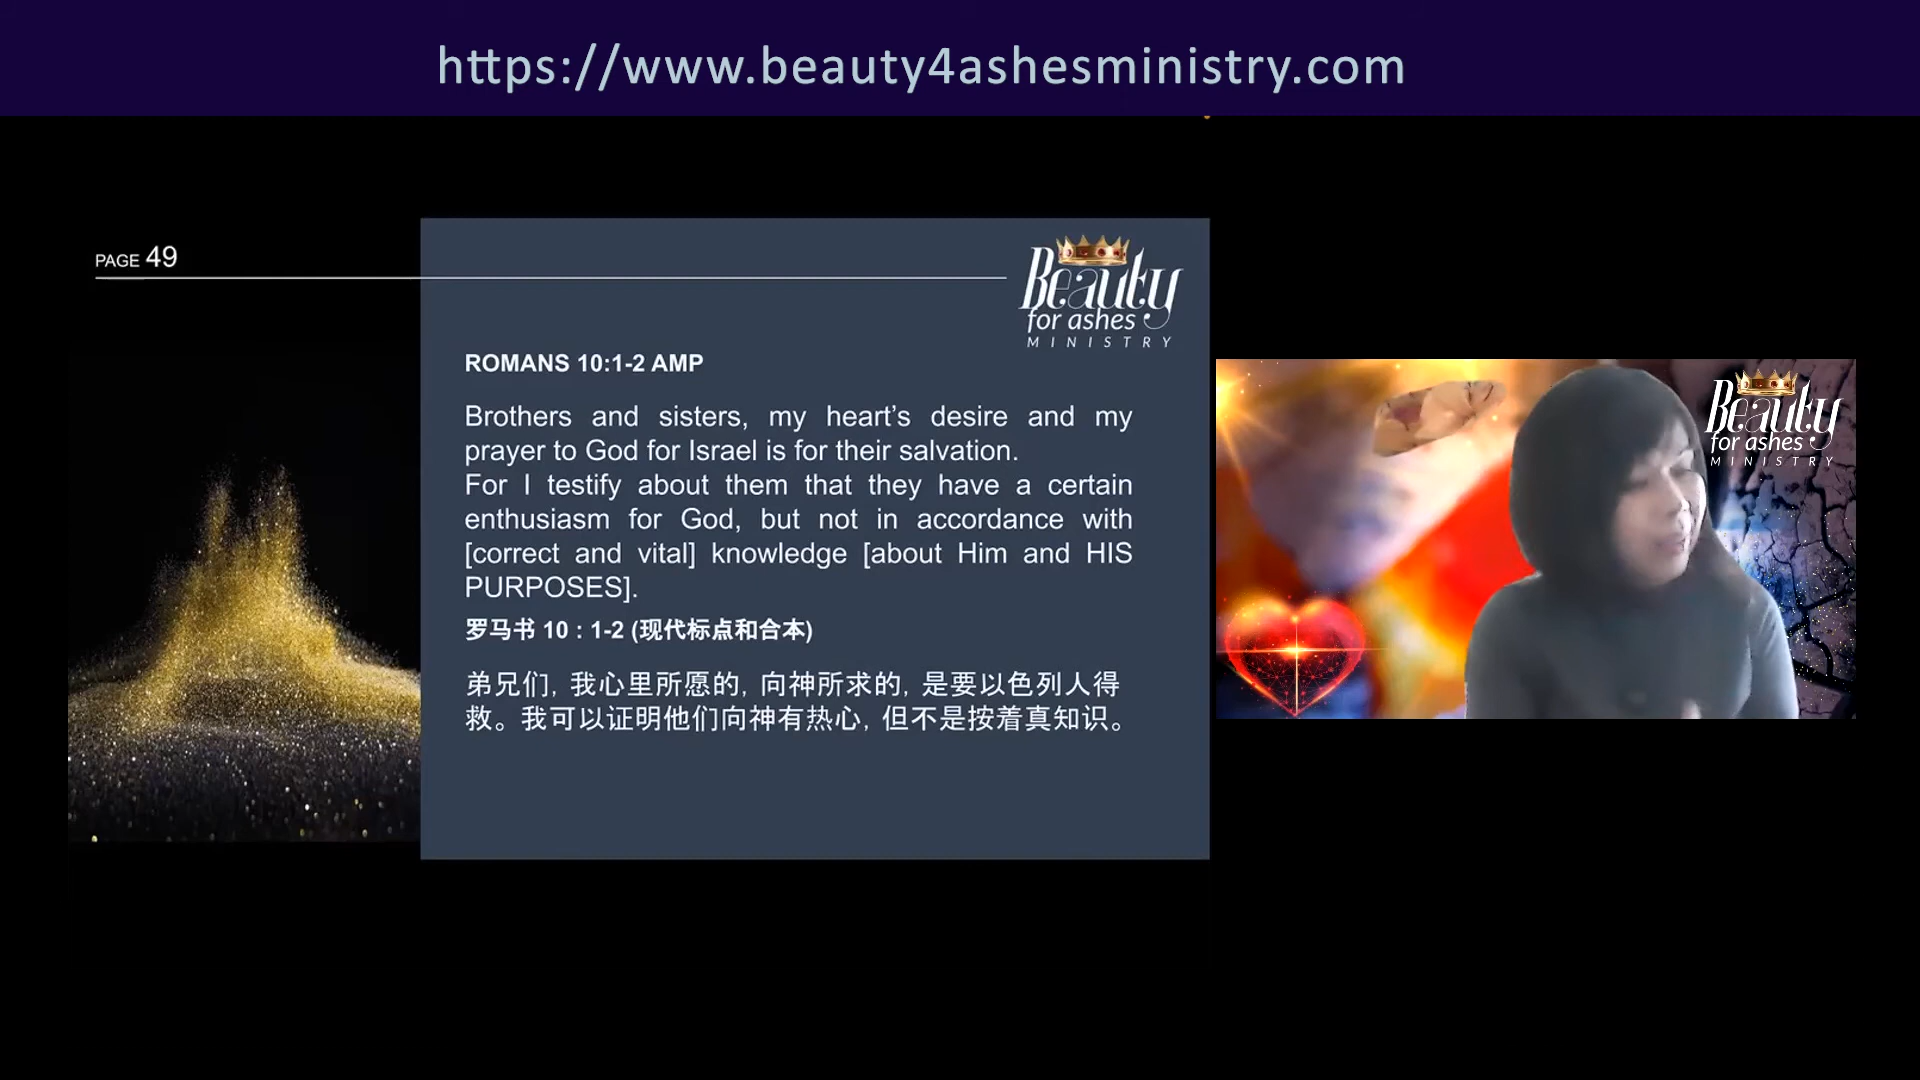 https://www.beauty4ashesministry.com
PAGE 49
Beauty
for ashes
MINISTRY
ROMANS 10:1-2 AMP
Brothers and sisters, my heart’s desire and my
prayer to God for Israel is for their salvation.
For I testify about them that they have a certain
enthusiasm for God, but not in accordance with
[correct and vital] knowledge [about Him and HIS
PURPOSES].
罗马书 10 : 1-2 (现代标点和合本)
弟兄们, 我心里所愿的, 向神所求的, 是要以色列人得
救。我可以证明他们向神有热心, 但不是按着真知识。
Beauty
for ashes
MINISTRY